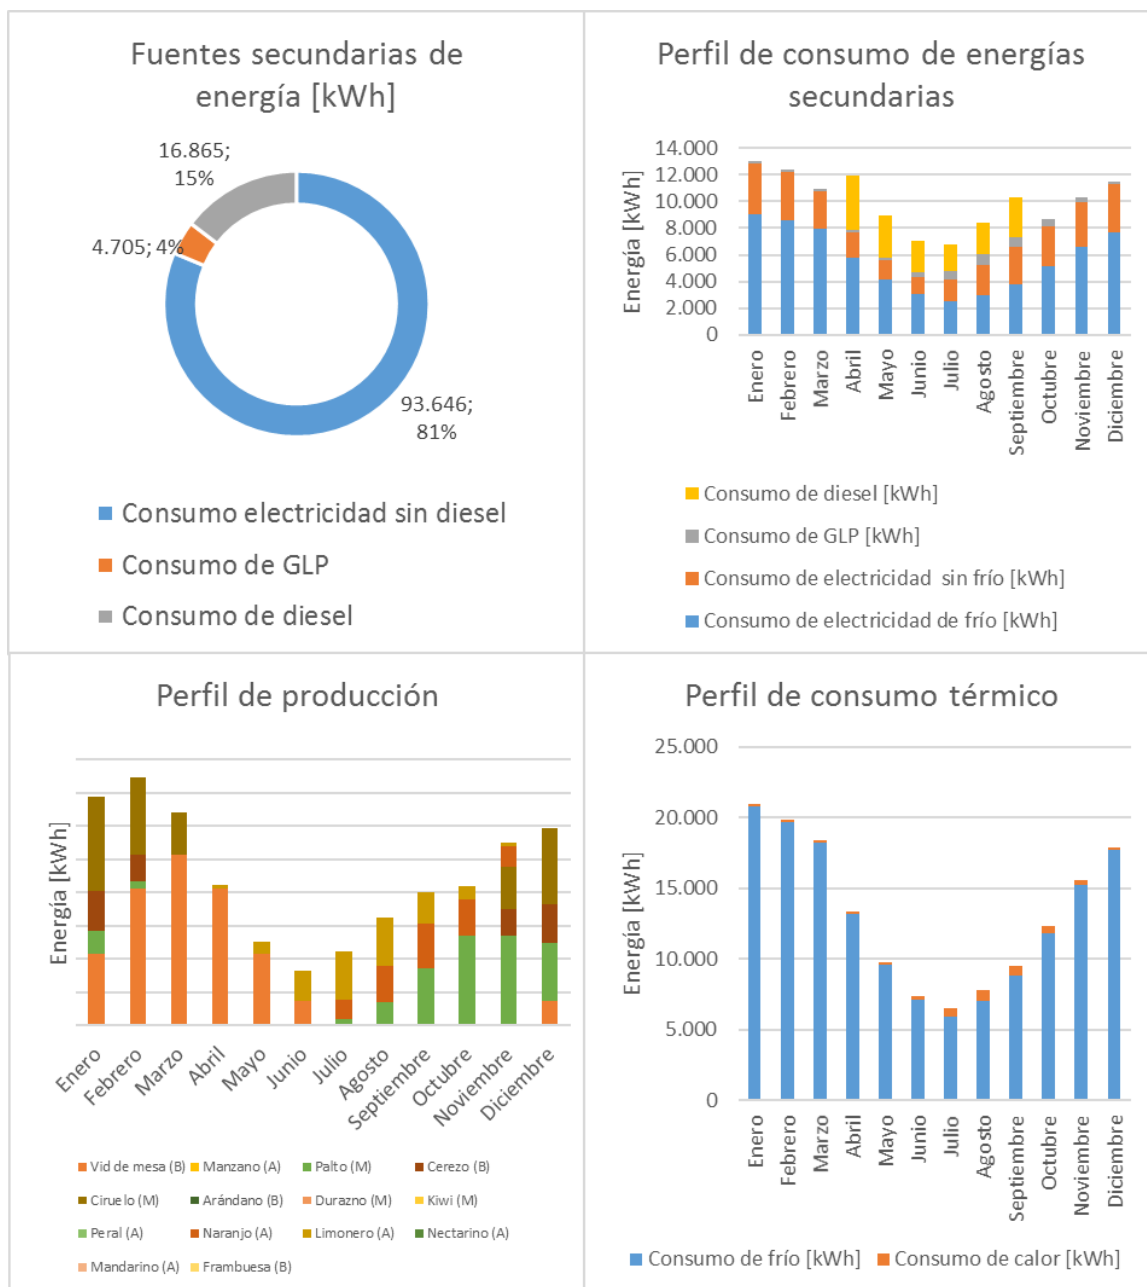 Fuentes secundarias de
energía [kWh]
16.865;
15%
4.705; 4%
93.646;
81%
Consumo electricidad sin diesel
Consumo de GLP
Consumo de diesel
Perfil de consumo de energías
secundarias
Energía [kWh]
14.000
12.000
10.000
8.000
6.000
4.000
2.000
0
Enero
Febrero
Marzo
Abril
Mayo
Junio
Julio
Agosto
Septiembre
Octubre
Noviembre
Diciembre
Consumo de diesel [kWh]
Consumo de GLP [kWh]
Consumo de electricidad sin frío [kWh]
Consumo de electricidad de frío [kWh]
Perfil de producción
Energía [kWh]
Enero
Febrero
Marzo
Abril
Mayo
Junio
Julio
Agosto
Septiembre
Octubre
Noviembre
Diciembre
Vid de mesa (B) Manzano (A) Palto (M) Cerezo (B)
Ciruelo (M) Arándano (B) Durazno (M) Kiwi (M)
Peral (A) Naranjo (A) Limonero (A) Nectarino (A)
Mandarino (A) Frambuesa (B)
Perfil de consumo térmico
Energía [kWh]
25.000
20.000
15.000
10.000
5.000
0
Enero
Febrero
Marzo
Abril
Mayo
Junio
Julio
Agosto
Septiembre
Octubre
Noviembre
Diciembre
Consumo de frío [kWh] Consumo de calor [kWh]